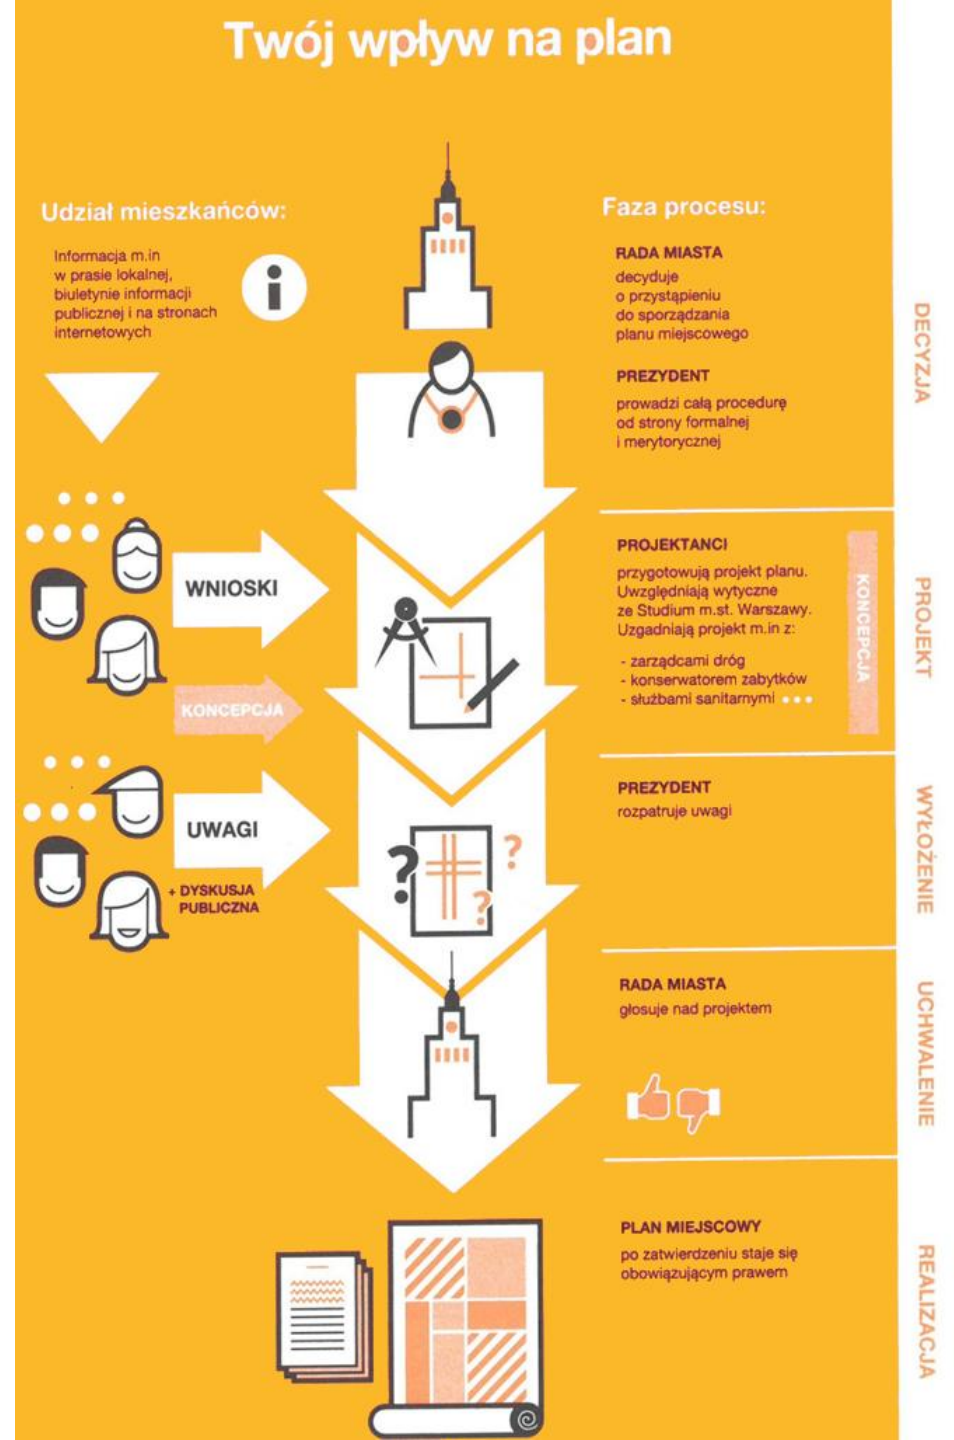 Twój wpływ na plan
Udział mieszkańców:
Informacja m.in
w prasie lokalnej,
biuletynie informacji
publicznej i na stronach
internetowych
i
Faza procesu:
RADA MIASTA
decyduje
o przystąpieniu
do sporządzania
planu miejscowego
PREZYDENT
prowadzi całą procedurę
od strony formalnej
i merytorycznej
DECYZJA
WNIOSKI
KONCEPCJA
PROJEKTANCI
przygotowują projekt planu.
Uwzględniają wytyczne
ze Studium m.st. Warszawy.
Uzgadniają projekt m.in z:
- zarządcami dróg
- konserwatorem zabytków
- służbami sanitarnymi •••
KONCEPCJA
PROJEKT
UWAGI
+ DYSKUSJA
PUBLICZNA
? ? ?
PREZYDENT
rozpatruje uwagi
WYŁOŻENIE
RADA MIASTA
głosuje nad projektem
UCHWALENIE
PLAN MIEJSCOWY
po zatwierdzeniu staje się
obowiązującym prawem
REALIZACJA